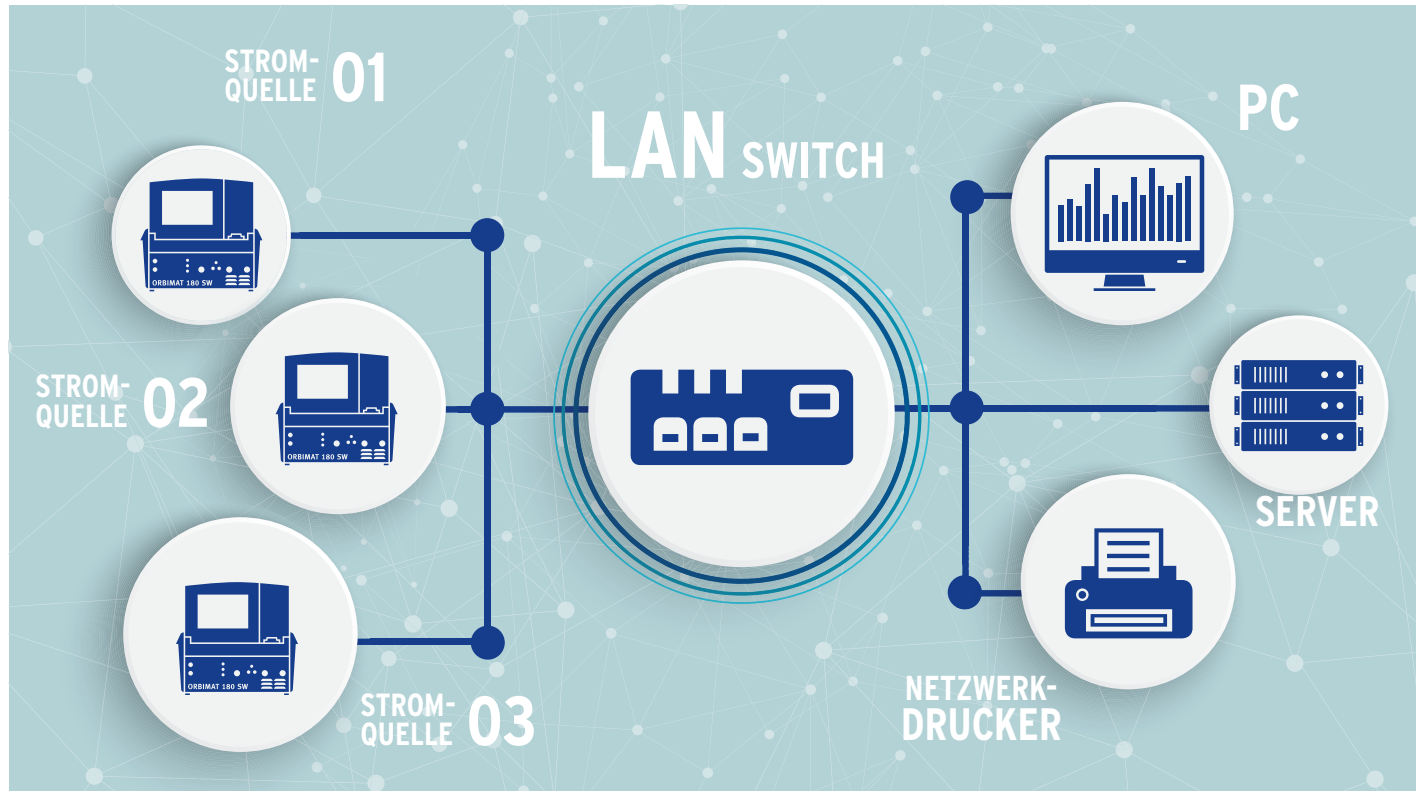 STROM-
QUELLE 01
ORBIMAT 180 SW
STROM-
QUELLE 02
ORBIMAT 180 SW
STROM-
QUELLE 03
ORBIMAT 180 SW
LAN SWITCH
PC
SERVER
NETZWERK-
DRUCKER